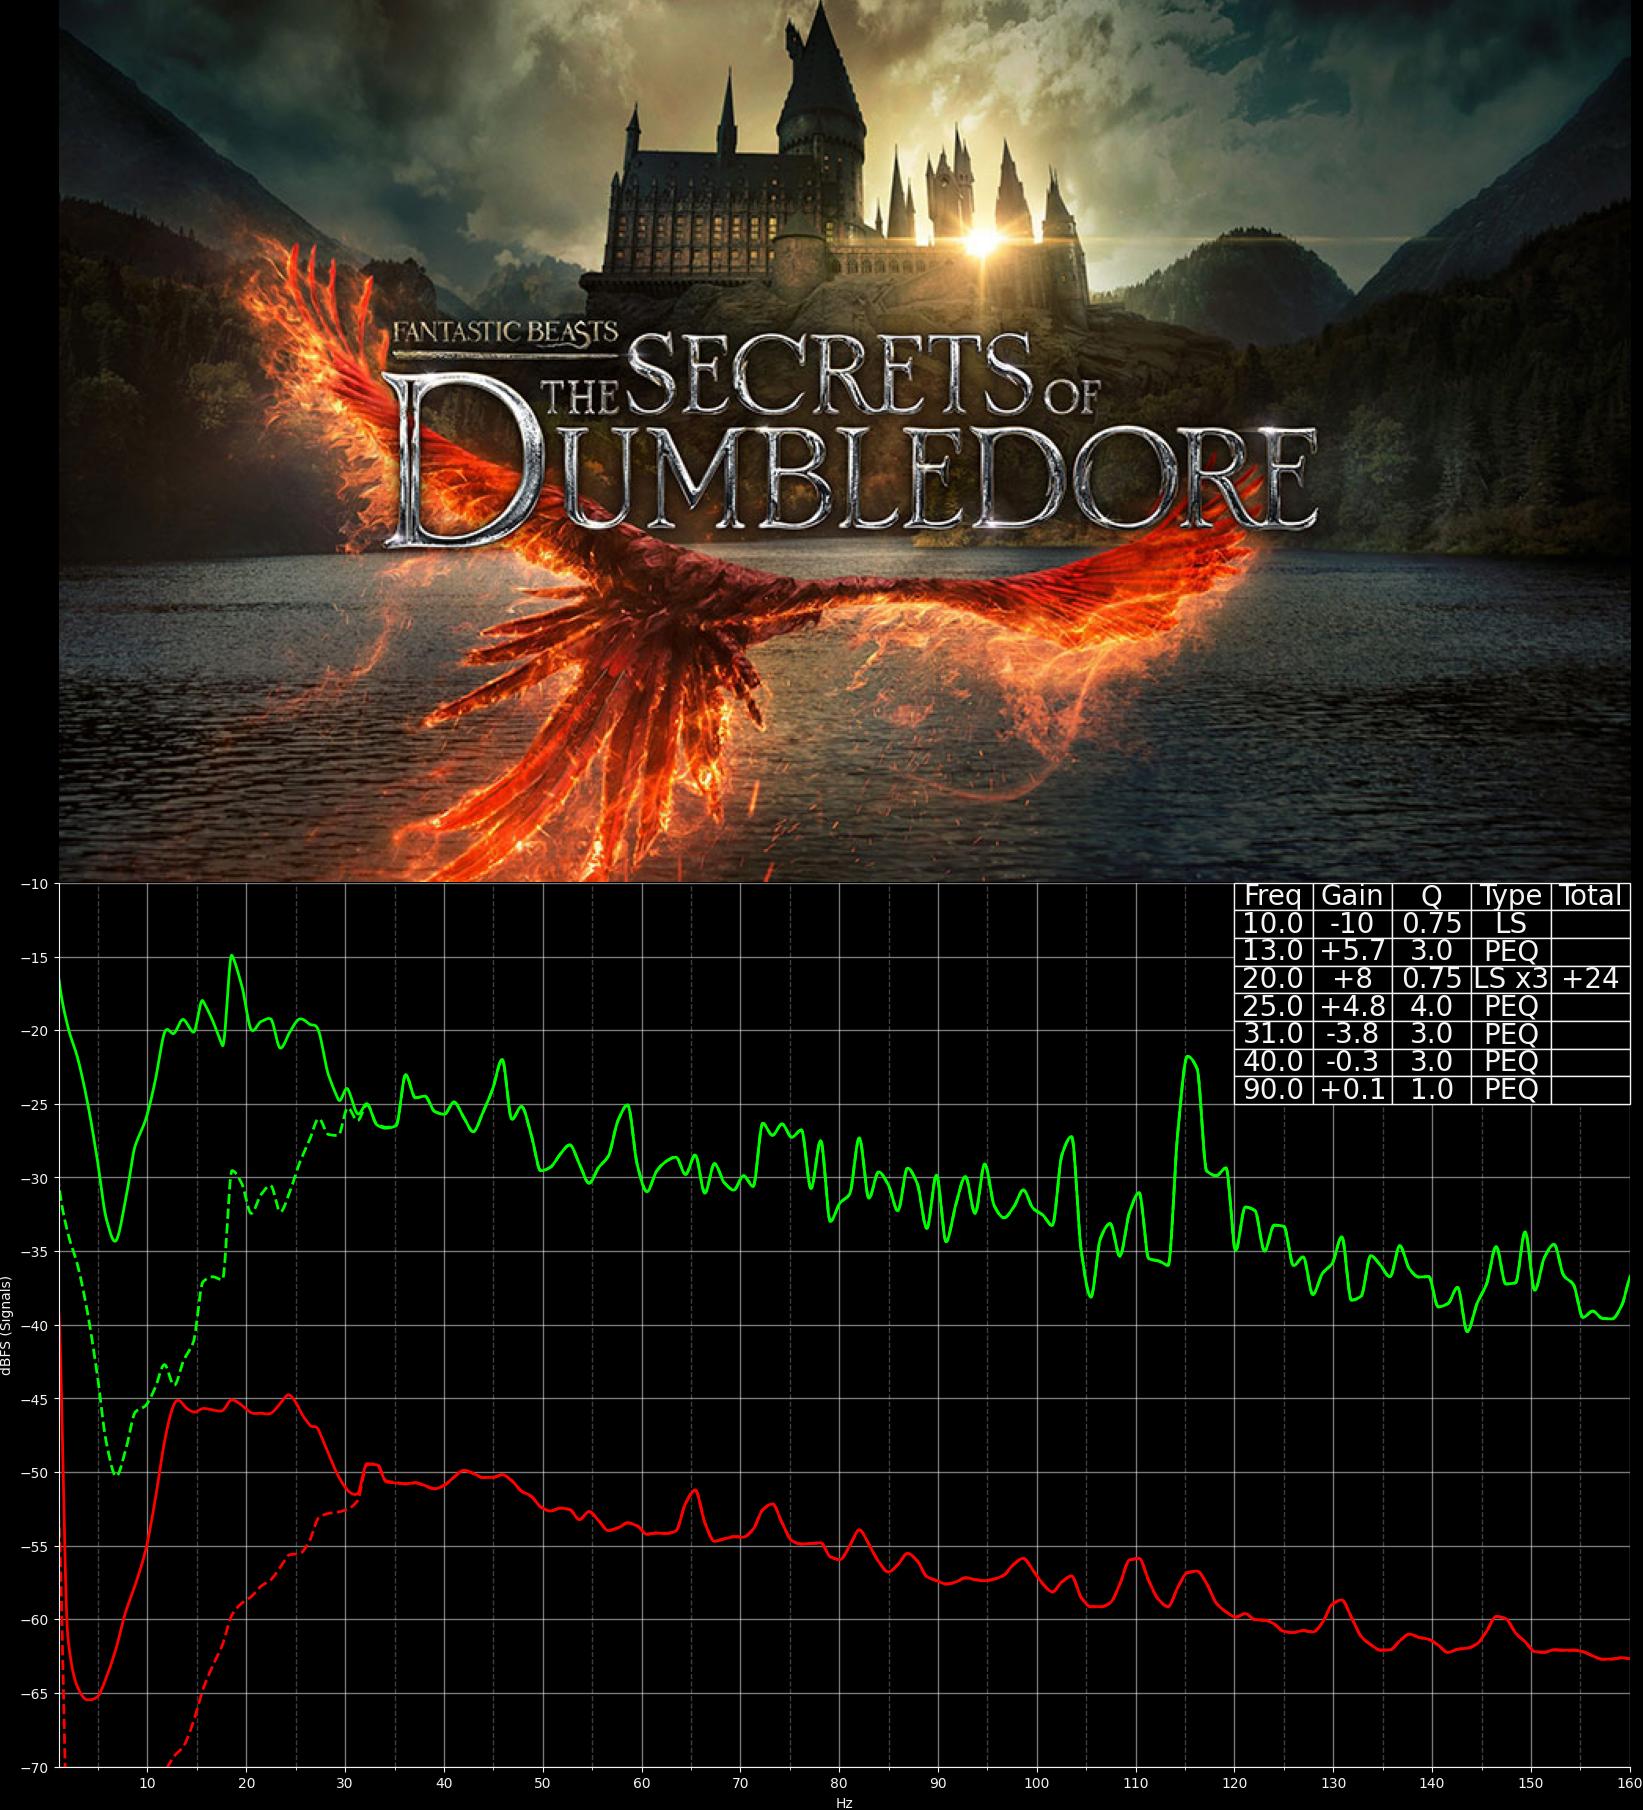 FANTASTIC BEASTS
THE SECRETS OF
DUMBLEDORE
Freq Gain Q Type Total
10.0 -10 0.75 LS
13.0 +5.7 3.0 PEQ
20.0 +8 0.75 LS x3 +24
25.0 +4.8 4.0 PEQ
31.0 -3.8 3.0 PEQ
40.0 -0.3 3.0 PEQ
90.0 +0.1 1.0 PEQ
−10
−15
−20
−25
−30
−35
−40
−45
−50
−55
−60
−65
−70
dBFS (Signals)
10 20 30 40 50 60 70 80 90 100 110 120 130 140 150 160
Hz